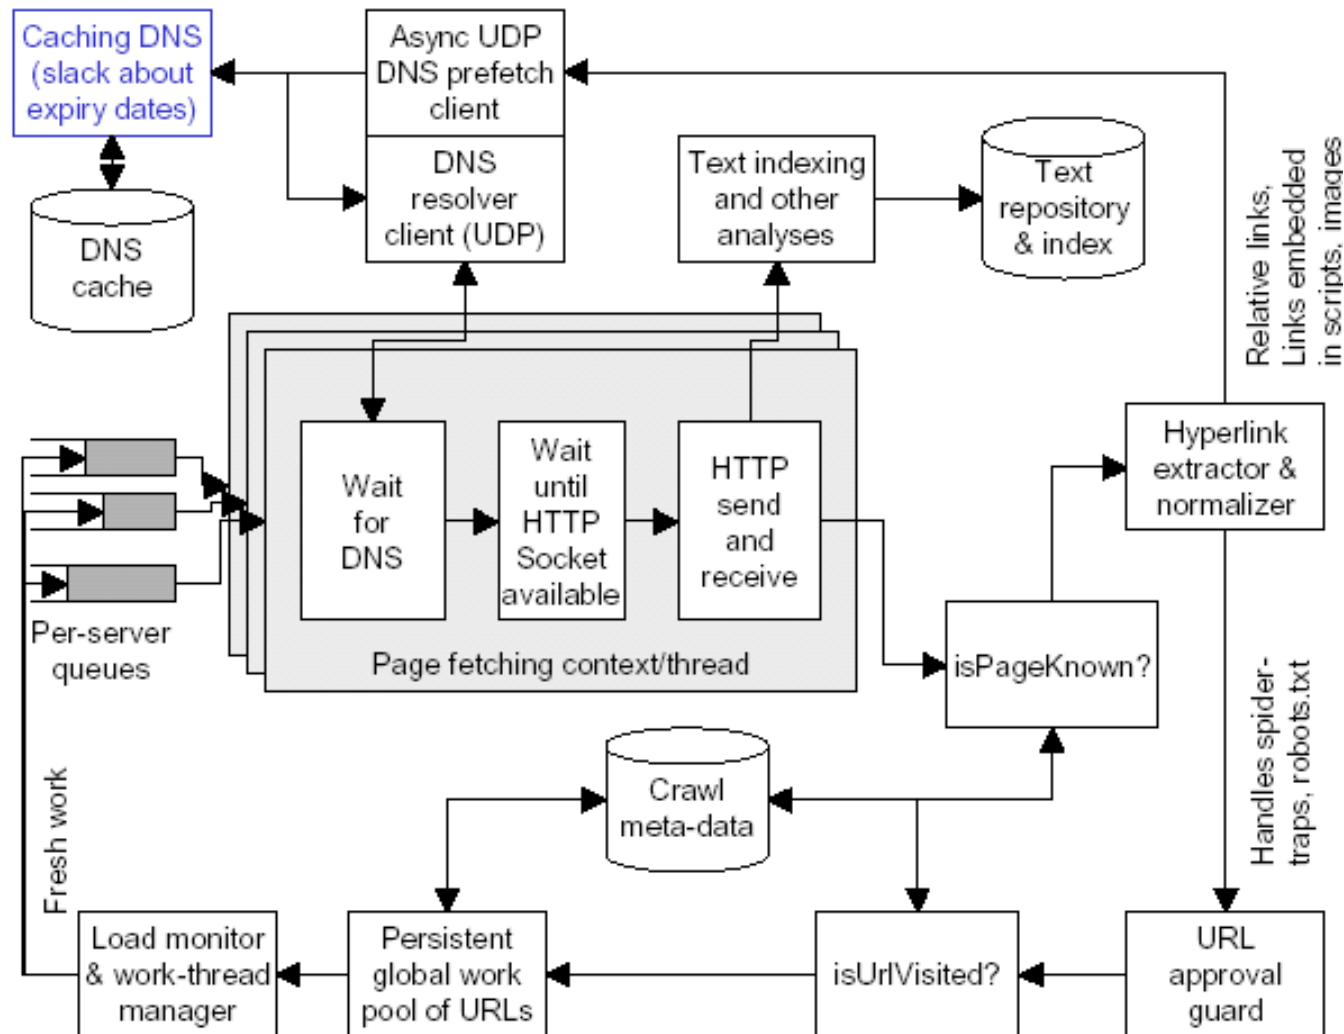 Caching DNS
(slack about
expiry dates)
Async UDP
DNS prefetch
client
DNS
resolver
client (UDP)
DNS
cache
Text indexing
and other
analyses
Text
repository
& index
Relative links,
Links embedded
in scripts, images
Hyperlink
extractor &
normalizer
Wait
for
DNS
Wait
until
HTTP
Socket
available
HTTP
send
and
receive
Page fetching context/thread
Per-server
queues
isPageKnown?
Handles spider-
traps, robots.txt
Crawl
meta-data
Fresh work
Load monitor
& work-thread
manager
Persistent
global work
pool of URLs
isUrlVisited?
URL
approval
guard